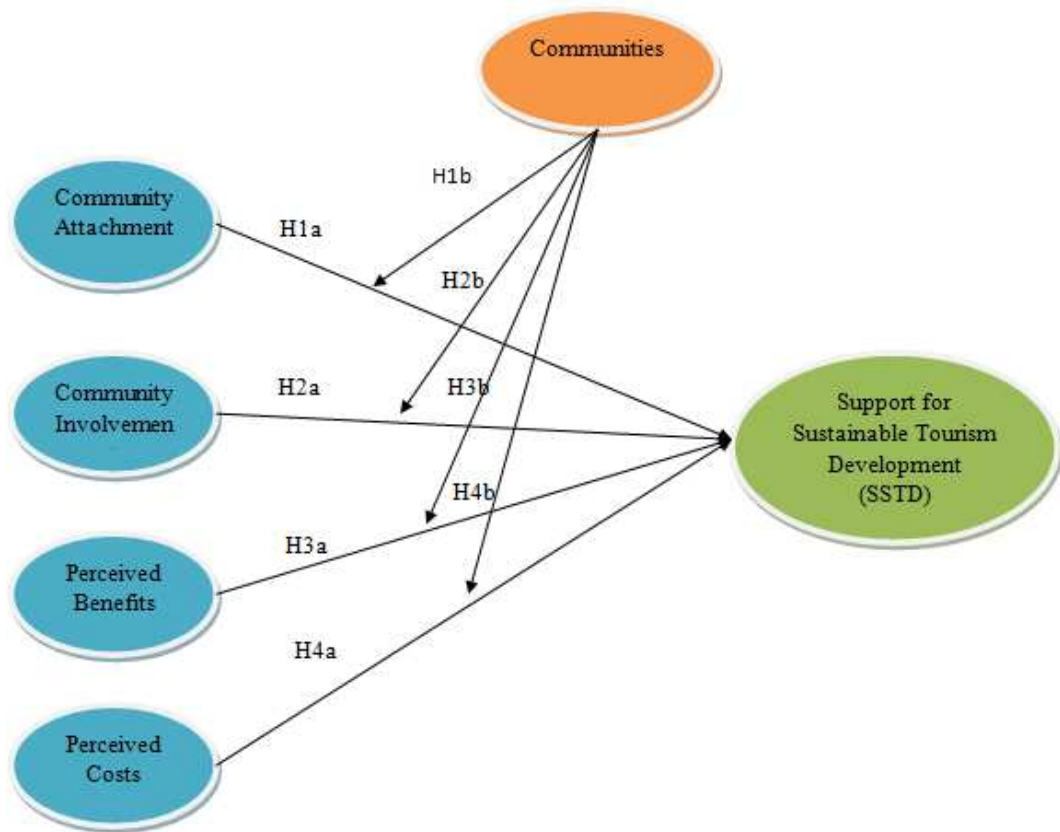 Communities
Community
Attachment
H1b
H1a
H2b
Community
Involvemen
H2a
H3b
Support for
Sustainable Tourism
Development
(SSTD)
H4b
Perceived
Benefits
H3a
H4a
Perceived
Costs